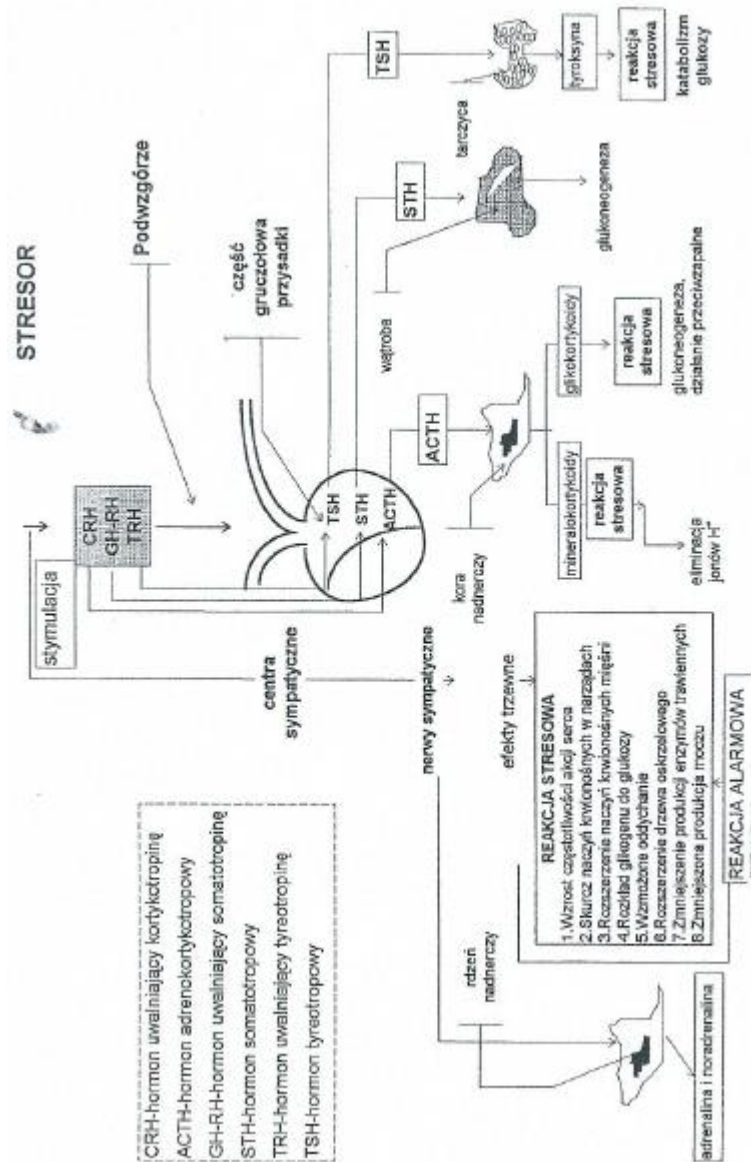 STRESOR
stymulacja
CRH
GH-RH
TRH
Podwzgórze
część
gruczołowa
przysadki
TSH
STH
ACTH
centra
sympatyczne
nerwy sympatyczne
CRH-hormon uwalniający kortykotropinę
ACTH-hormon adrenokortykotropowy
GH-RH-hormon uwalniający somatotropinę
STH-hormon somatotropowy
TRH-hormon uwalniający tyreotropinę
TSH-hormon tyreotropowy
rdzeń
nadnerczy
adrenalina i noradrenalina
efekty trzewne
REAKCJA STRESOWA
1.Wzrost częstotliwości akcji serca
2.Skurcz naczyń krwionośnych w narządach
3.Rozszerzenie naczyń krwionośnych mięśni
4.Rozkład glikogenu do glukozy
5.Wzmożone oddychanie
6.Rozszerzenie drzewa oskrzelowego
7.Zmniejszenie produkcji enzymów trawiennych
8.Zmniejszona produkcja moczu
REAKCJA ALARMOWA
ACTH
kora
nadnerczy
mineralokortykoidy
reakcja
stresowa
eliminacja
jonów H
glikokortykoidy
reakcja
stresowa
glukoneogeneza,
działanie przeciwzapalne
STH
wątroba
glukoneogeneza
TSH
tarczyca
tyroksyna
reakcja
stresowa
katabolizm
glukozy